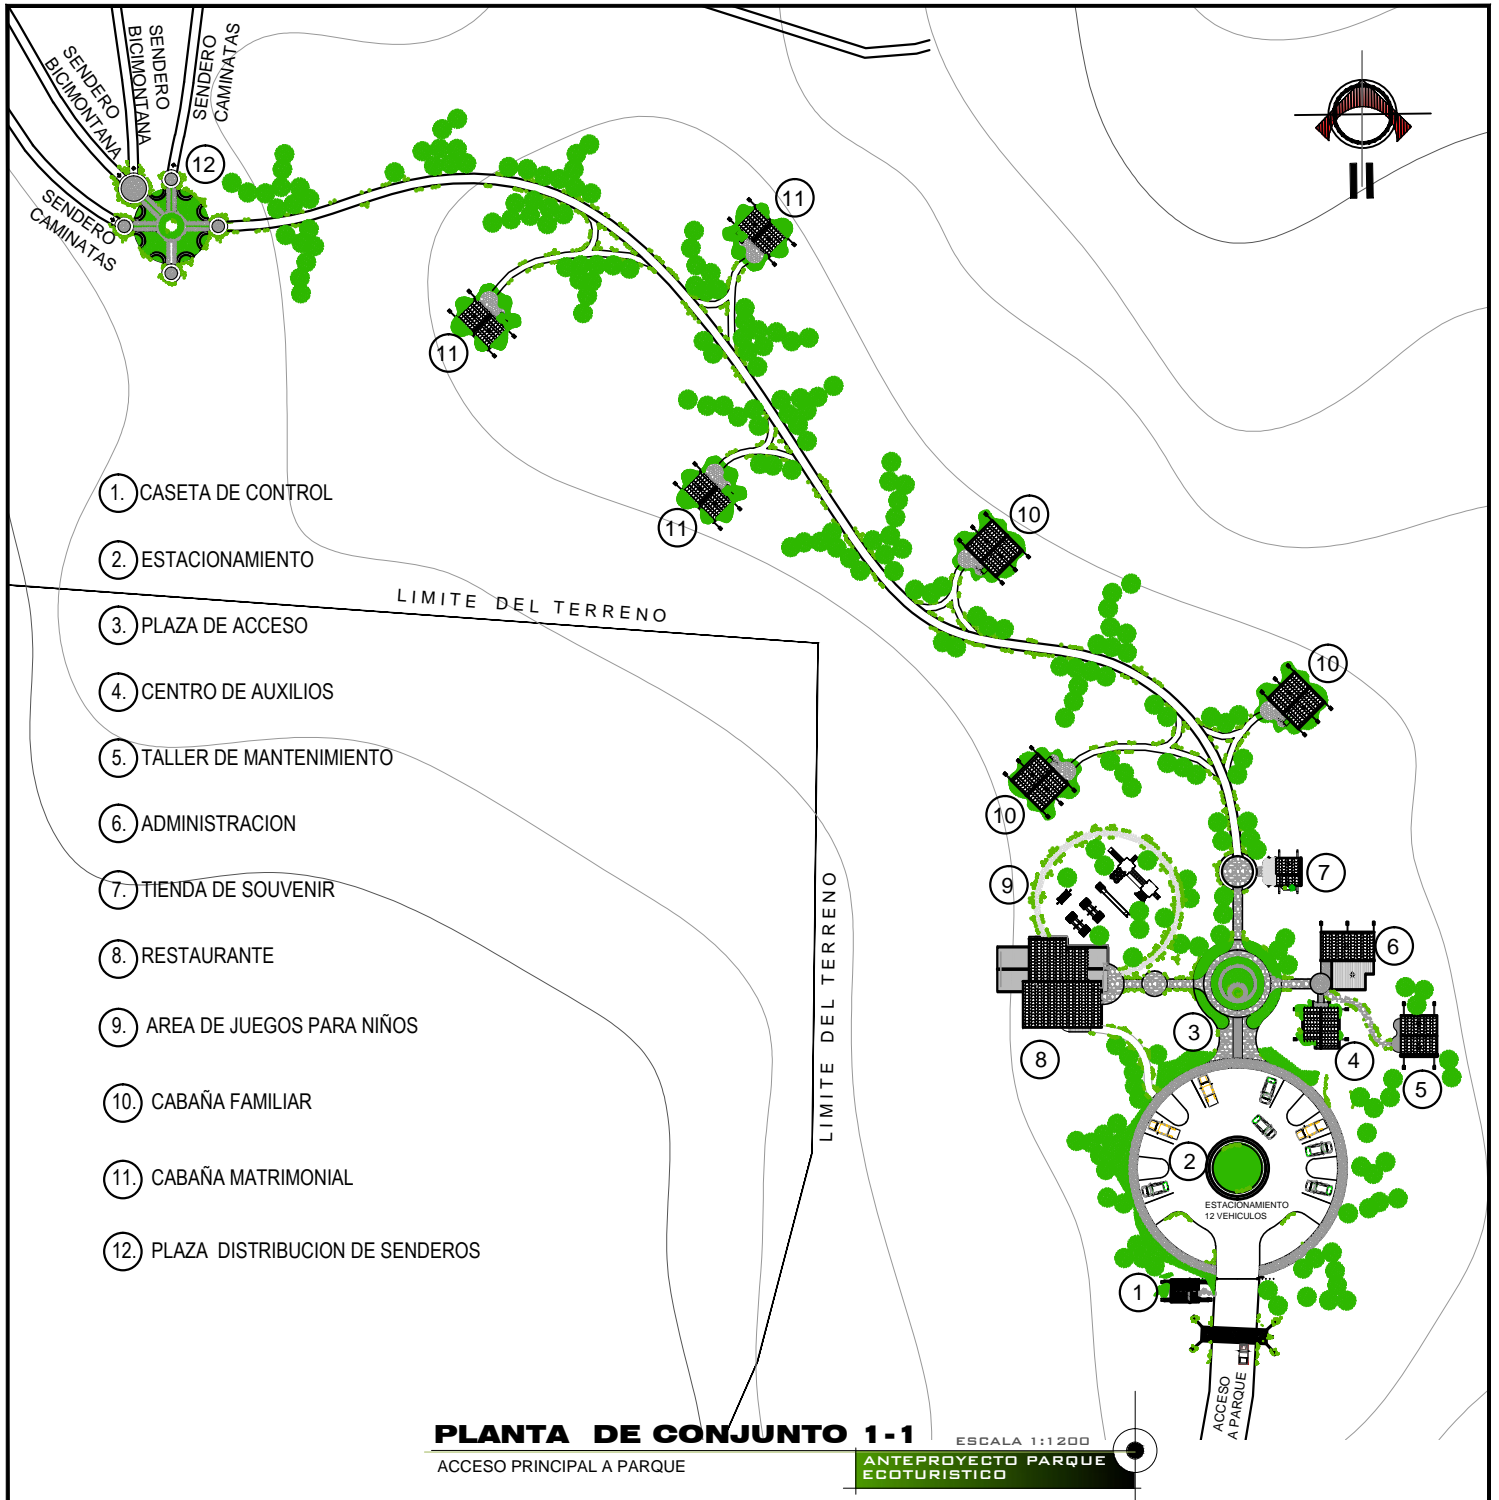 SENDERO
BICIMONTANA
SENDERO
BICIMONTANA
SENDERO
CAMINATAS
SENDERO
CAMINATAS
12
11
11
11
10
10
10
1. CASETA DE CONTROL
2. ESTACIONAMIENTO
3. PLAZA DE ACCESO
4. CENTRO DE AUXILIOS
5. TALLER DE MANTENIMIENTO
6. ADMINISTRACION
7. TIENDA DE SOUVENIR
8. RESTAURANTE
9. AREA DE JUEGOS PARA NIÑOS
10. CABAÑA FAMILIAR
11. CABAÑA MATRIMONIAL
12. PLAZA DISTRIBUCION DE SENDEROS
LIMITE DEL TERRENO
LIMITE DEL TERRENO
9
7
6
3
8
4
5
2
ESTACIONAMIENTO
12 VEHICULOS
1
ACCESO
A PARQUE
PLANTA DE CONJUNTO 1-1
ESCALA 1:1200
ACCESO PRINCIPAL A PARQUE
ANTEPROYECTO PARQUE
ECOTURISTICO